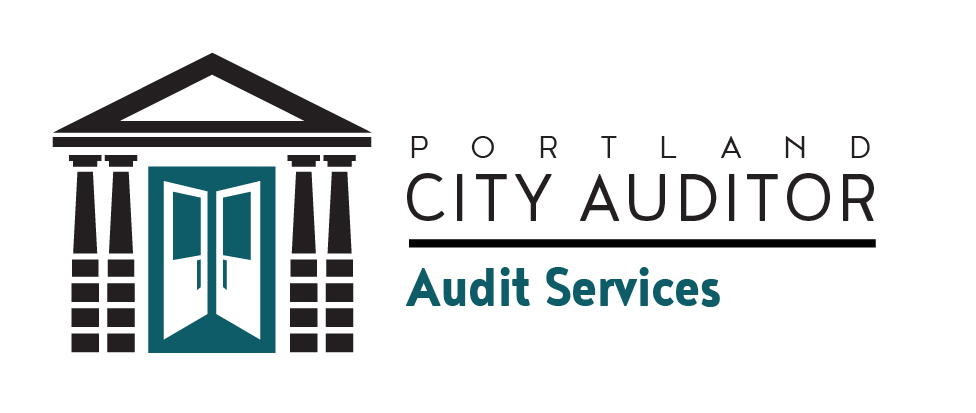 PORTLAND
CITY AUDITOR
Audit Services